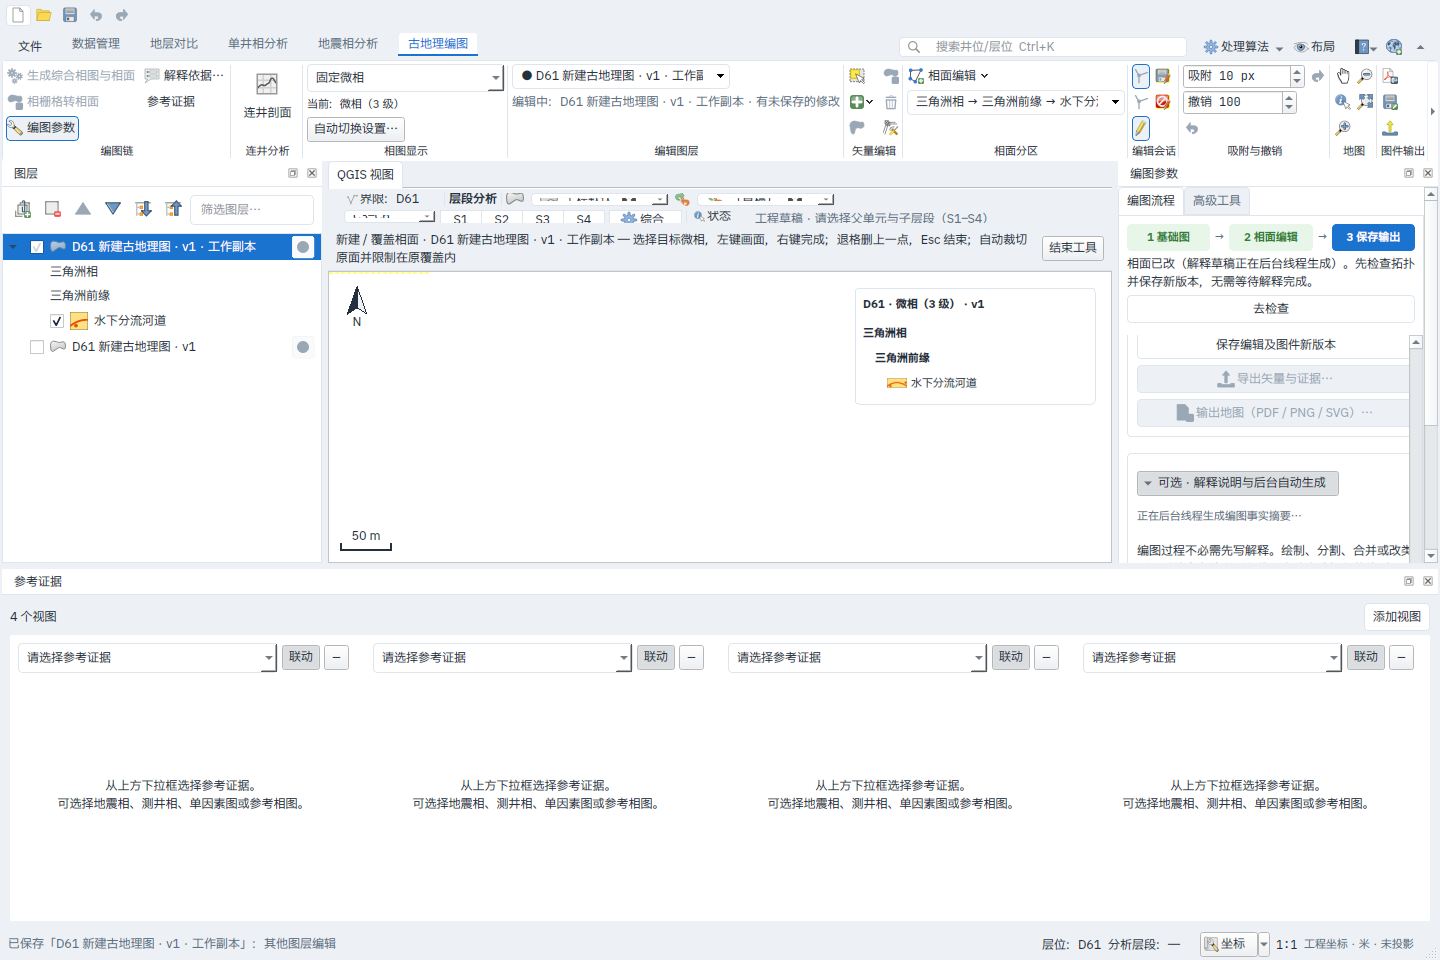 文件
数据管理
地层对比
单井相分析
地震相分析
古地理编图
搜索井位/层位 Ctrl+K
处理算法
布局
生成综合相图与相面
解释依据…
相栅格转相面
参考证据
编图参数
编图链
连井剖面
连井分析
固定微相
当前: 微相（3 级）
自动切换设置…
相图显示
● D61 新建古地理图 · v1 · 工作副
编辑中: D61 新建古地理图 · v1 · 工作副本 · 有未保存的修改
编辑图层
矢量编辑
相面编辑
三角洲相 → 三角洲前缘 → 水下分流
相面分区
编辑会话
吸附 10 px
撤销 100
吸附与撤销
地图
图件输出
图层
筛选图层…
D61 新建古地理图 · v1 · 工作副本
三角洲相
三角洲前缘
水下分流河道
D61 新建古地理图 · v1
QGIS 视图
界限: D61
层段分析
S1
S2
S3
S4
综合
状态
工程草稿 · 请选择父单元与子层段（S1—S4）
新建 / 覆盖相面 · D61 新建古地理图 · v1 · 工作副本 — 选择目标微相，左键画面，右键完成；退格删上一点，Esc 结束；自动裁切
原面并限制在原覆盖内
结束工具
N
D61 · 微相（3 级） · v1
三角洲相
三角洲前缘
水下分流河道
50 m
编图参数
编图流程
高级工具
1 基础图
→
2 相面编辑
→
3 保存输出
相面已改（解释草稿正在后台线程生成）。先检查拓扑
并保存新版本，无需等待解释完成。
去检查
保存编辑及图件新版本
导出矢量与证据…
输出地图（PDF / PNG / SVG）…
可选 · 解释说明与后台自动生成
正在后台线程生成编图事实摘要…
编图过程不必需先写解释。绘制、分割、合并或改类
参考证据
4 个视图
添加视图
请选择参考证据
联动
−
请选择参考证据
联动
−
请选择参考证据
联动
−
请选择参考证据
联动
−
从上方下拉框选择参考证据。
可选择地震相、测井相、单因素图或参考相图。
从上方下拉框选择参考证据。
可选择地震相、测井相、单因素图或参考相图。
从上方下拉框选择参考证据。
可选择地震相、测井相、单因素图或参考相图。
从上方下拉框选择参考证据。
可选择地震相、测井相、单因素图或参考相图。
已保存「D61 新建古地理图 · v1 · 工作副本」: 其他图层编辑
层位: D61 分析层段: —
坐标
1:1
工程坐标 · 米 · 未投影